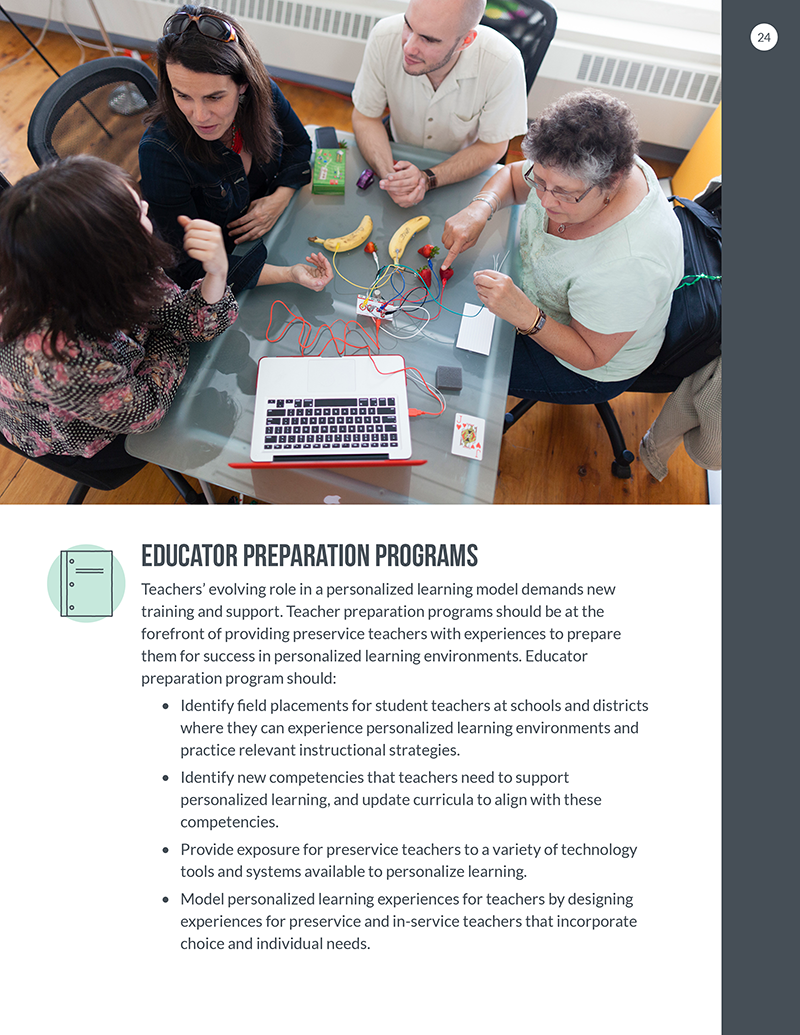 24
J
EDUCATOR PREPARATION PROGRAMS
Teachers’ evolving role in a personalized learning model demands new
training and support. Teacher preparation programs should be at the
forefront of providing preservice teachers with experiences to prepare
them for success in personalized learning environments. Educator
preparation program should:
• Identify field placements for student teachers at schools and districts
where they can experience personalized learning environments and
practice relevant instructional strategies.
• Identify new competencies that teachers need to support
personalized learning, and update curricula to align with these
competencies.
• Provide exposure for preservice teachers to a variety of technology
tools and systems available to personalize learning.
• Model personalized learning experiences for teachers by designing
experiences for preservice and in-service teachers that incorporate
choice and individual needs.